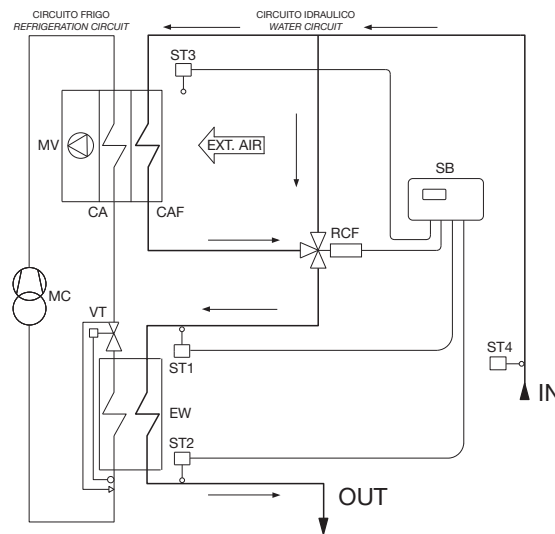 CIRCUITO FRIGO
REFRIGERATION CIRCUIT
CIRCUITO IDRAULICO
WATER CIRCUIT
ST3
MV
EXT. AIR
SB
CA
CAF
RCF
MC
VT
ST1
ST4
IN
EW
ST2
OUT